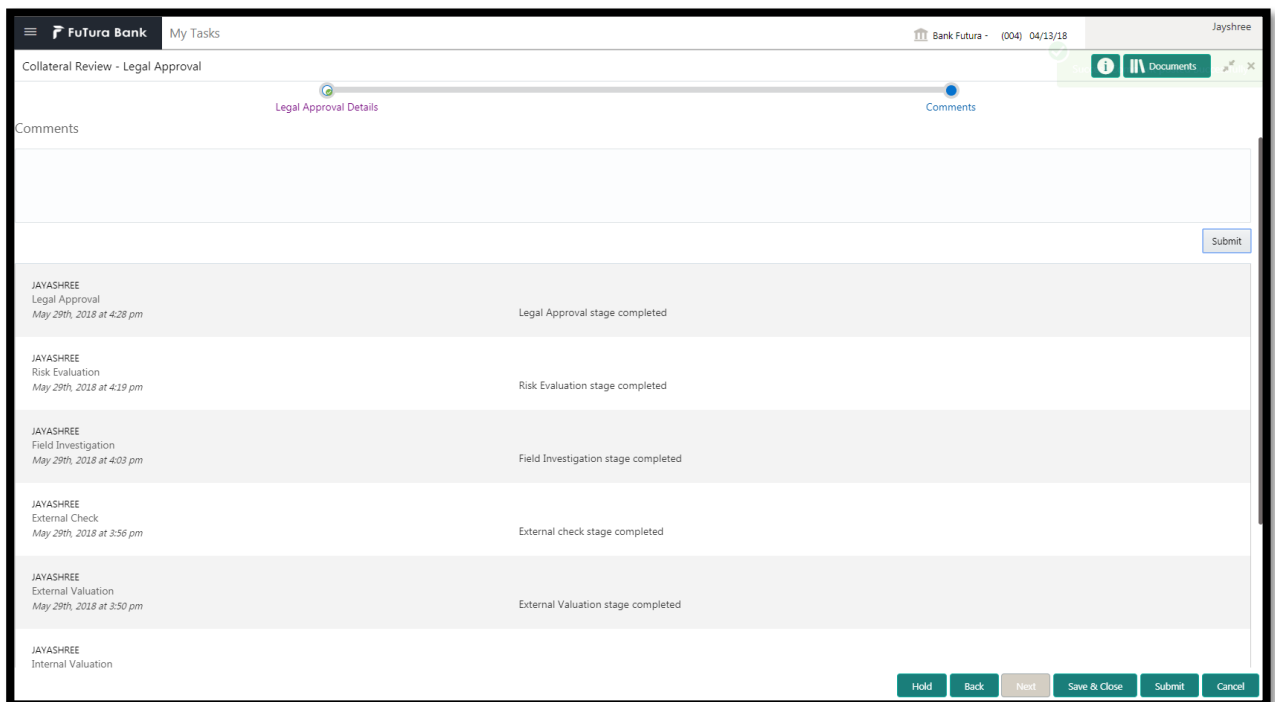 FuTura Bank
My Tasks
Bank Futura - (004) 04/13/18
Jayshree
Collateral Review - Legal Approval
i
Documents
Legal Approval Details
Comments
Comments
Submit
JAYASHREE
Legal Approval
May 29th, 2018 at 4:28 pm
Legal Approval stage completed
JAYASHREE
Risk Evaluation
May 29th, 2018 at 4:19 pm
Risk Evaluation stage completed
JAYASHREE
Field Investigation
May 29th, 2018 at 4:03 pm
Field Investigation stage completed
JAYASHREE
External Check
May 29th, 2018 at 3:56 pm
External check stage completed
JAYASHREE
External Valuation
May 29th, 2018 at 3:50 pm
External Valuation stage completed
JAYASHREE
Internal Valuation
Hold
Back
Next
Save & Close
Submit
Cancel